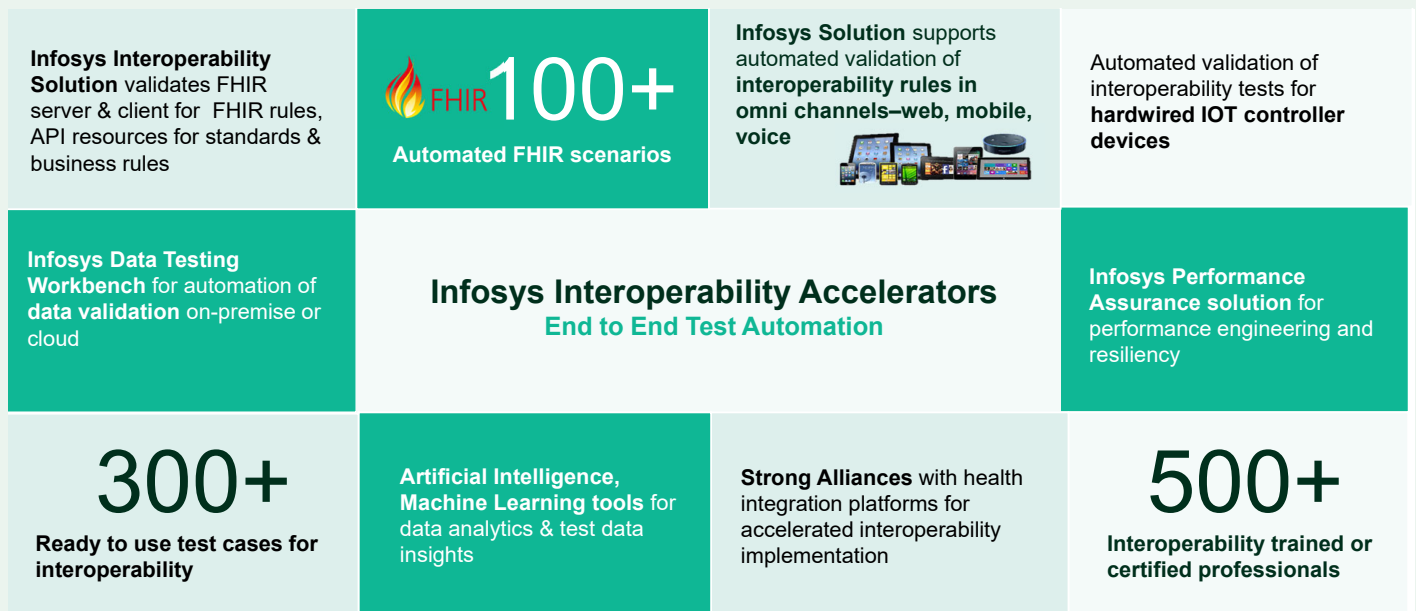 Infosys Interoperability
Solution validates FHIR
server & client for FHIR rules,
API resources for standards &
business rules
FHIR 100+
Automated FHIR scenarios
Infosys Solution supports
automated validation of
interoperability rules in
omni channels–web, mobile,
voice
Automated validation of
interoperability tests for
hardwired IOT controller
devices
Infosys Data Testing
Workbench for automation of
data validation on-premise or
cloud
Infosys Interoperability Accelerators
End to End Test Automation
Infosys Performance
Assurance solution for
performance engineering and
resiliency
300+
Ready to use test cases for
interoperability
Artificial Intelligence,
Machine Learning tools for
data analytics & test data
insights
Strong Alliances with health
integration platforms for
accelerated interoperability
implementation
500+
Interoperability trained or
certified professionals